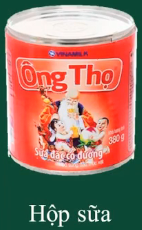 VINAMILK
Ông Thọ
Sữa đặc có đường
380 g
Hộp sữa